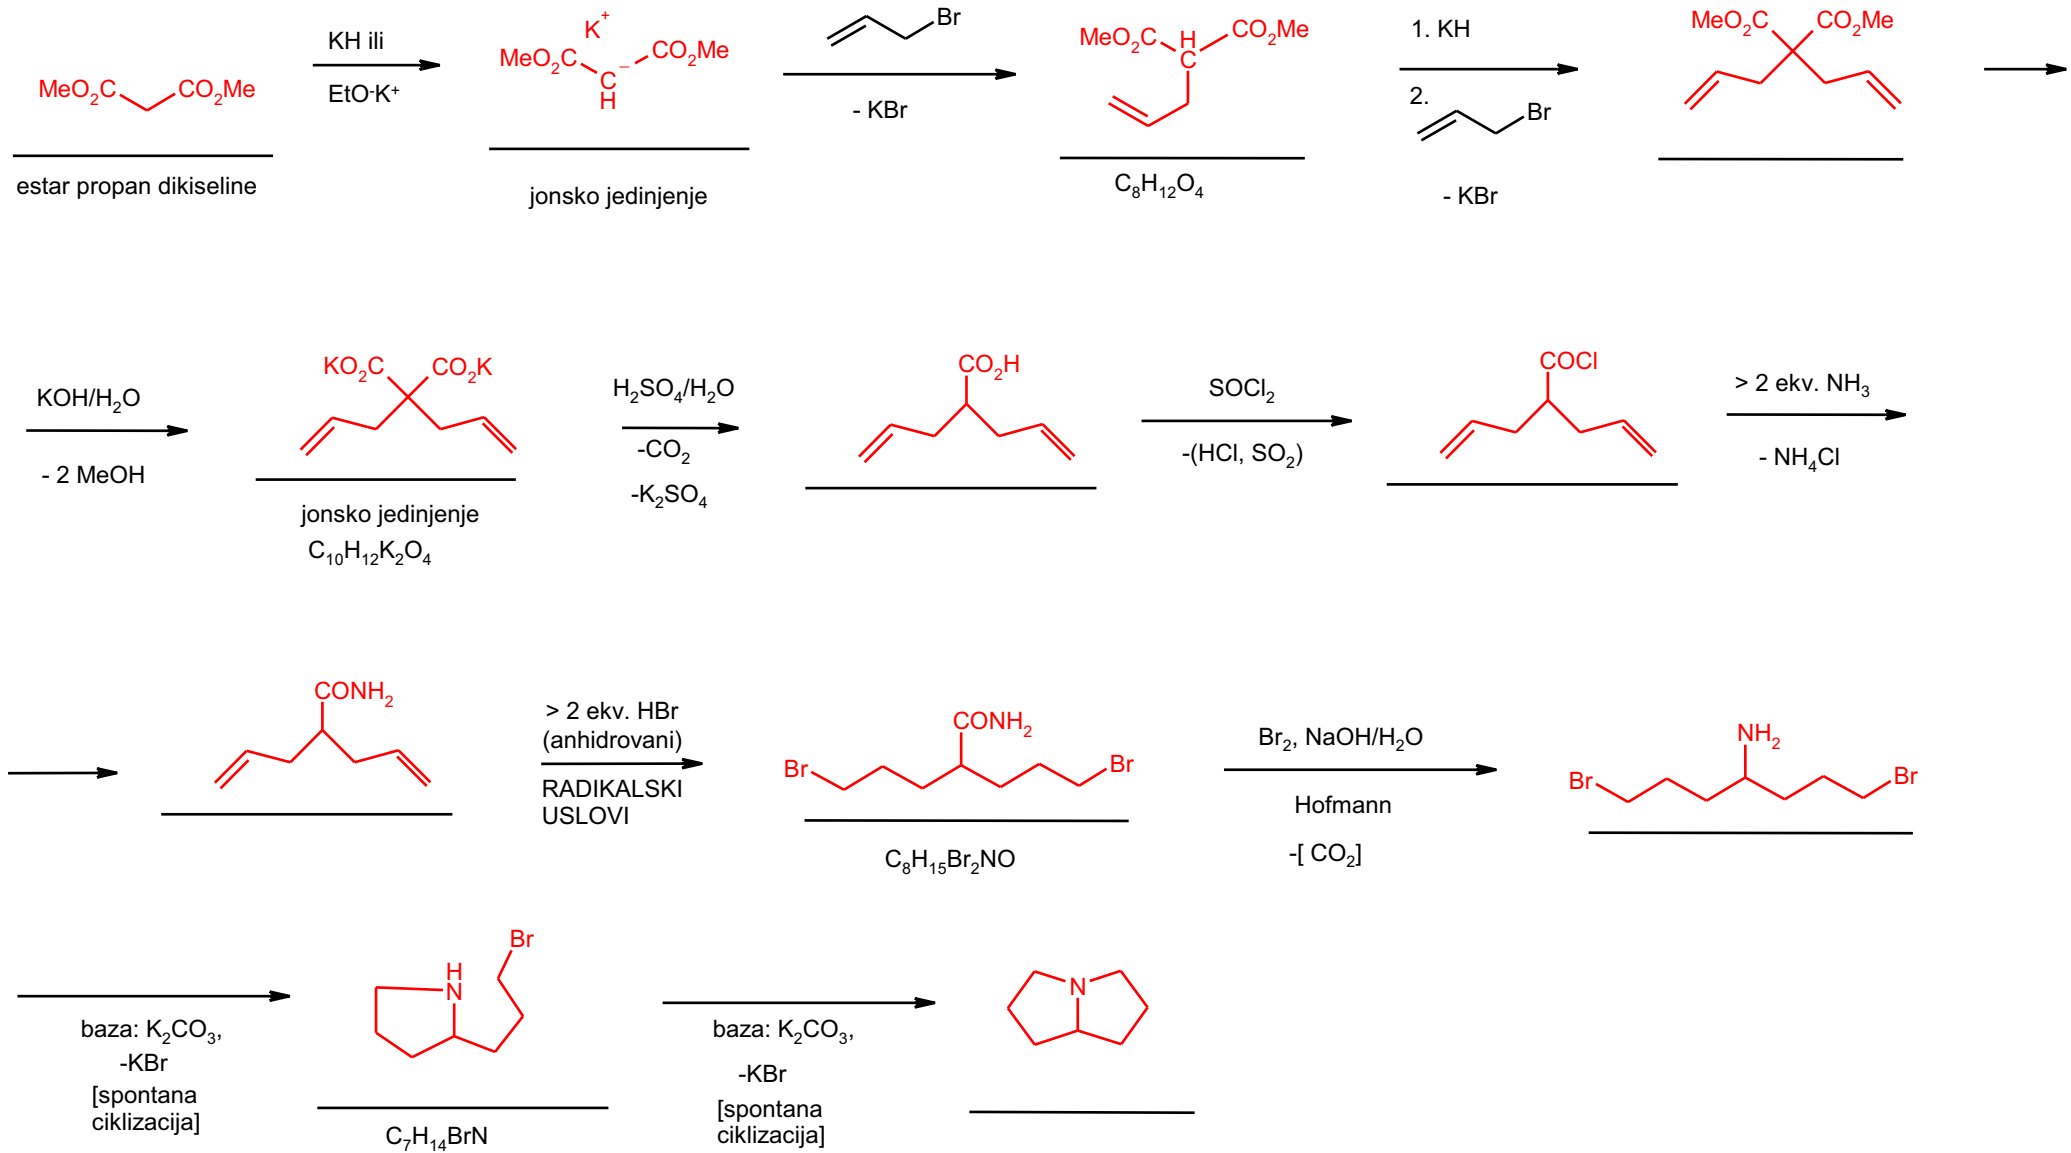 MeO₂C CO₂Me
estar propan dikiseline
KH ili
EtO⁻K⁺
K⁺
MeO₂C CO₂Me
C⁻
H
jonsko jedinjenje
Br
- KBr
MeO₂C H CO₂Me
C
C₈H₁₂O₄
1. KH
2.
Br
- KBr
MeO₂C CO₂Me
KOH/H₂O
- 2 MeOH
KO₂C CO₂K
jonsko jedinjenje
C₁₀H₁₂K₂O₄
H₂SO₄/H₂O
-CO₂
-K₂SO₄
CO₂H
SOCl₂
-(HCl, SO₂)
COCl
> 2 ekv. NH₃
- NH₄Cl
CONH₂
> 2 ekv. HBr
(anhidrovani)
RADIKALSKI
USLOVI
CONH₂
Br Br
C₈H₁₅Br₂NO
Br₂, NaOH/H₂O
Hofmann
-[ CO₂]
NH₂
Br Br
baza: K₂CO₃,
-KBr
[spontana
ciklizacija]
Br
H
N
C₇H₁₄BrN
baza: K₂CO₃,
-KBr
[spontana
ciklizacija]
N